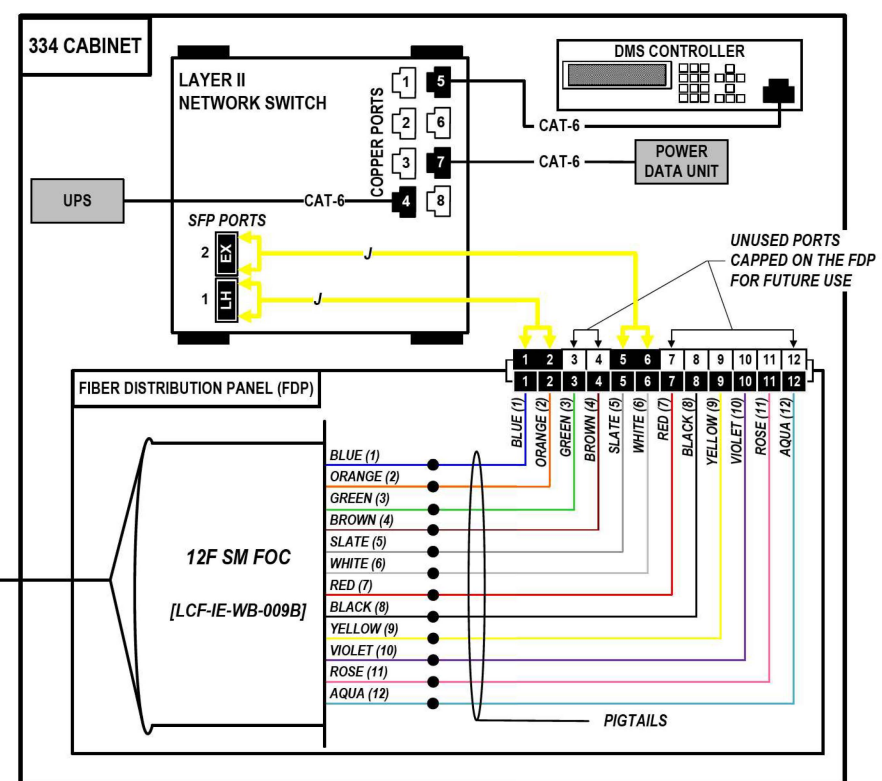 334 CABINET
LAYER II
NETWORK SWITCH
COPPER PORTS
1
5
2
6
3
7
4
8
DMS CONTROLLER
CAT-6
CAT-6
POWER
DATA UNIT
UPS
CAT-6
SFP PORTS
2
EX
1
LH
J
J
UNUSED PORTS
CAPPED ON THE FDP
FOR FUTURE USE
1 2 3 4 5 6 7 8 9 10 11 12
1 2 3 4 5 6 7 8 9 10 11 12
FIBER DISTRIBUTION PANEL (FDP)
BLUE (1)
ORANGE (2)
GREEN (3)
BROWN (4)
SLATE (5)
WHITE (6)
RED (7)
BLACK (8)
YELLOW (9)
VIOLET (10)
ROSE (11)
AQUA (12)
12F SM FOC
[LCF-IE-WB-009B]
BLUE (1)
ORANGE (2)
GREEN (3)
BROWN (4)
SLATE (5)
WHITE (6)
RED (7)
BLACK (8)
YELLOW (9)
VIOLET (10)
ROSE (11)
AQUA (12)
PIGTAILS